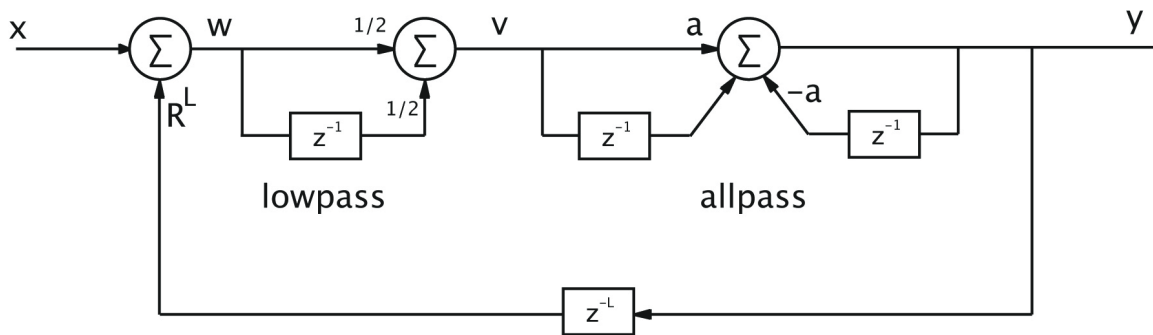 x
Σ
w
1/2
Σ
v
a
Σ
y
R^L
1/2
z^-1
z^-1
-a
z^-1
lowpass
allpass
z^-L